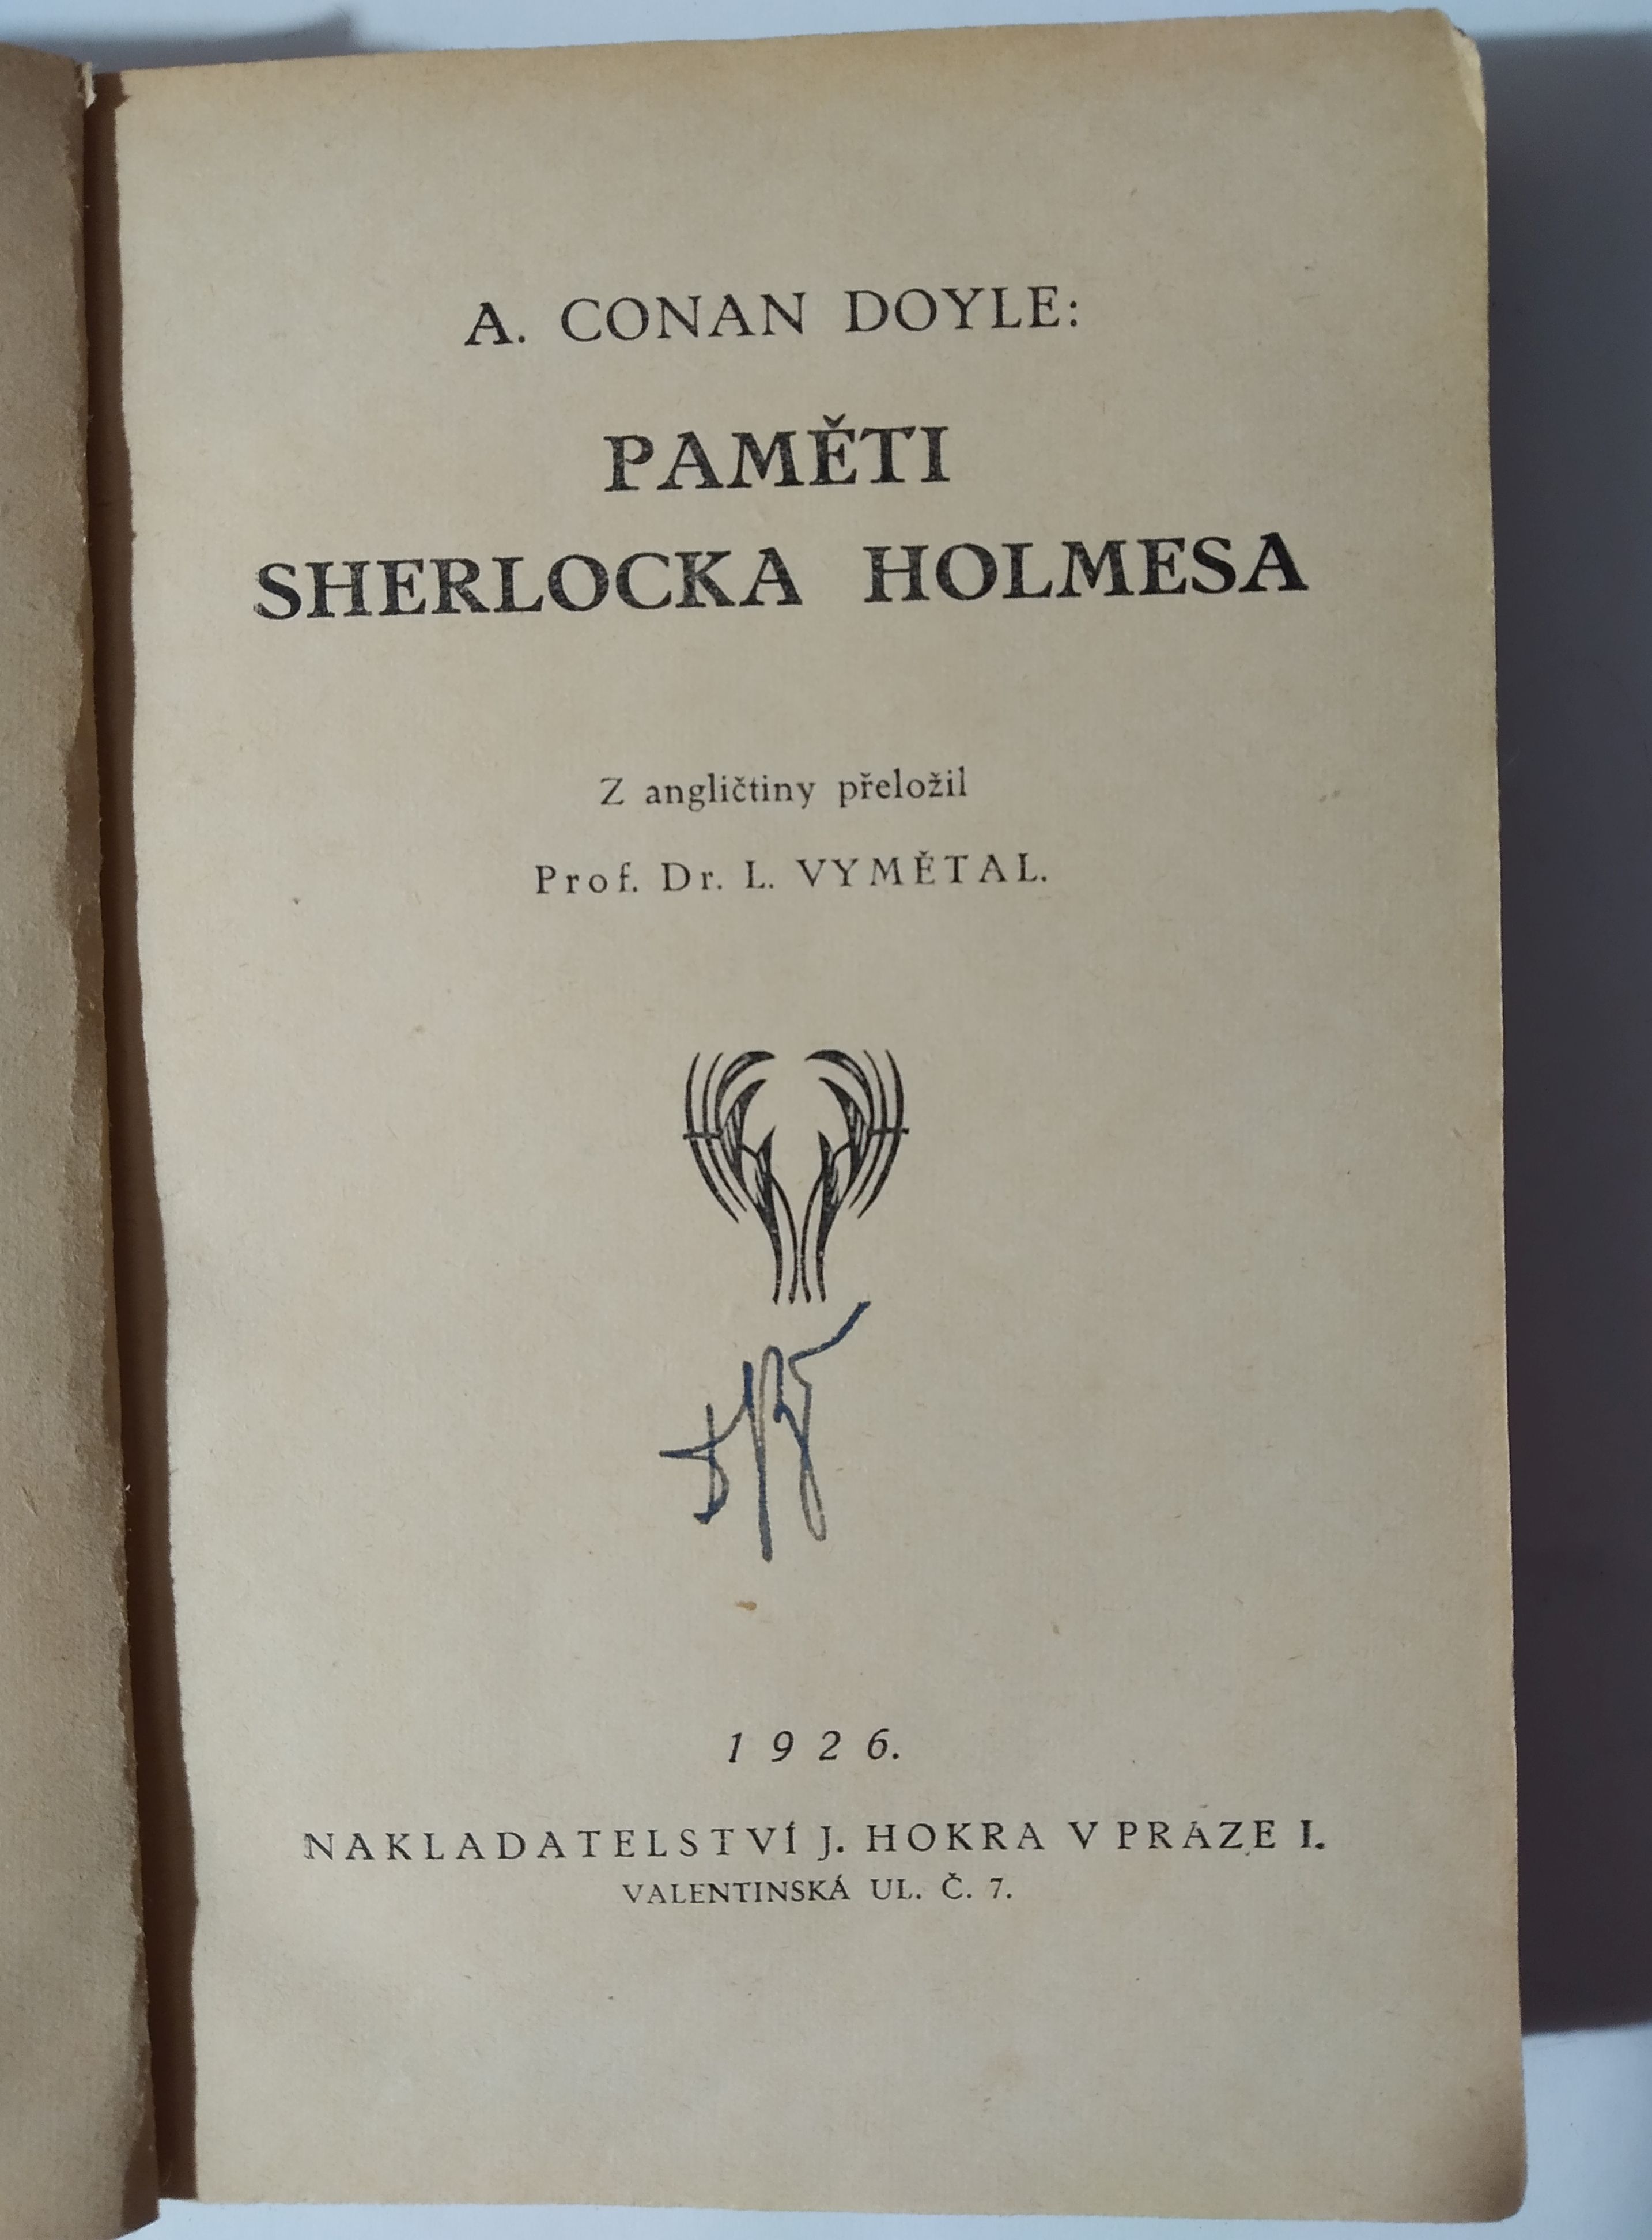 A. CONAN DOYLE:
PAMĚTI
SHERLOCKA HOLMESA
Z angličtiny přeložil
Prof. Dr. L. VYMĚTAL.
1926.
NAKLADATELSTVÍ J. HOKRA V PRAZE I.
VALENTINSKÁ UL. Č. 7.